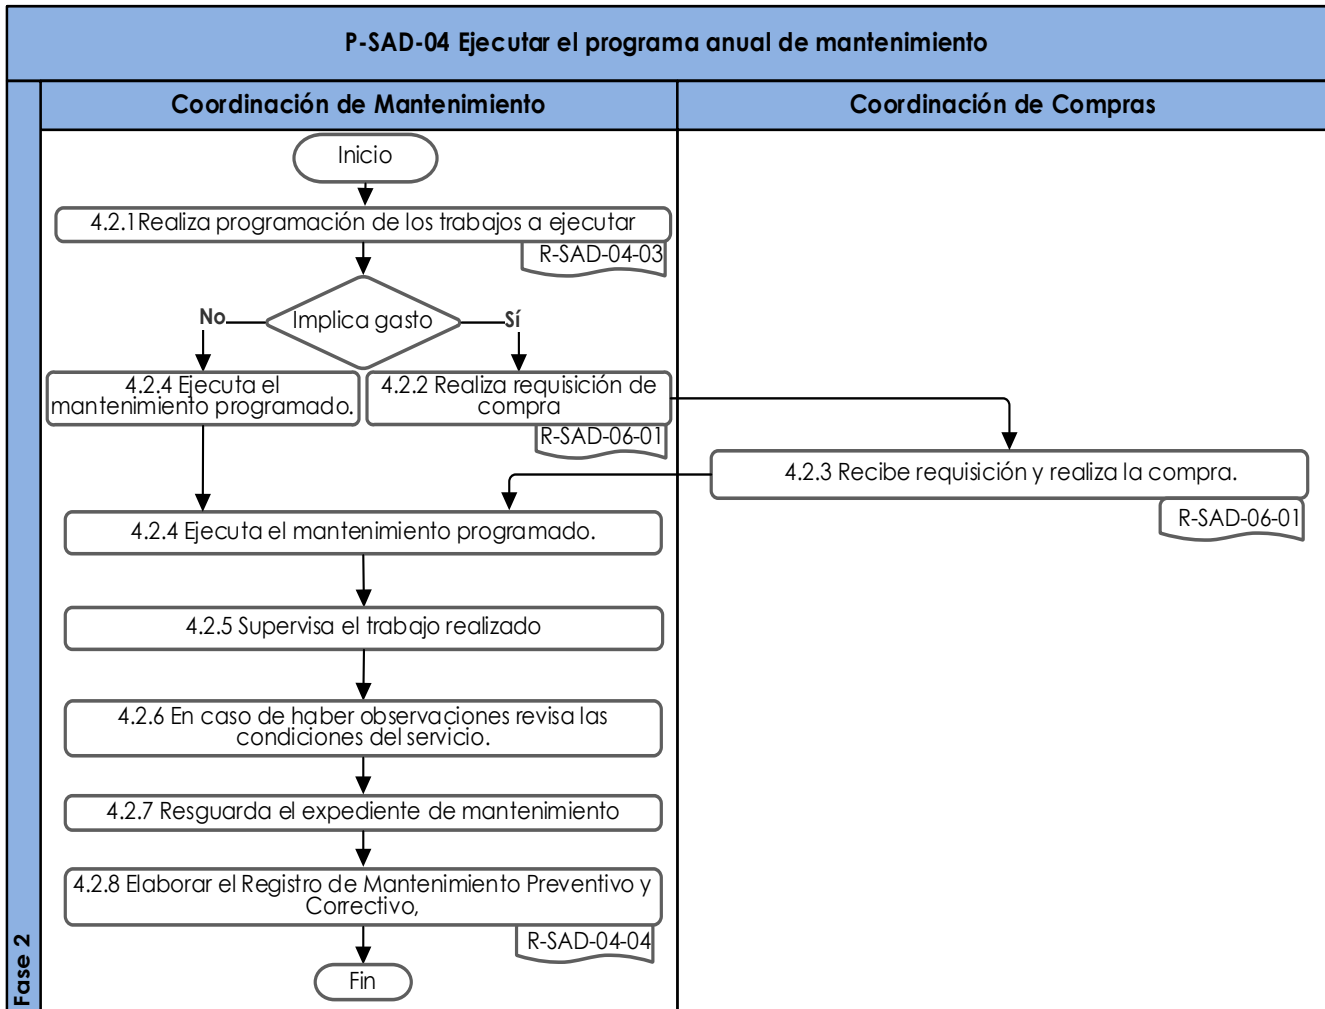 P-SAD-04 Ejecutar el programa anual de mantenimiento
Coordinación de Mantenimiento
Coordinación de Compras
Inicio
4.2.1Realiza programación de los trabajos a ejecutar
R-SAD-04-03
Implica gasto
No
Sí
4.2.4 Ejecuta el
mantenimiento programado.
4.2.2 Realiza requisición de
compra
R-SAD-06-01
4.2.3 Recibe requisición y realiza la compra.
R-SAD-06-01
4.2.4 Ejecuta el mantenimiento programado.
4.2.5 Supervisa el trabajo realizado
4.2.6 En caso de haber observaciones revisa las
condiciones del servicio.
4.2.7 Resguarda el expediente de mantenimiento
4.2.8 Elaborar el Registro de Mantenimiento Preventivo y
Correctivo,
R-SAD-04-04
Fin
Fase 2